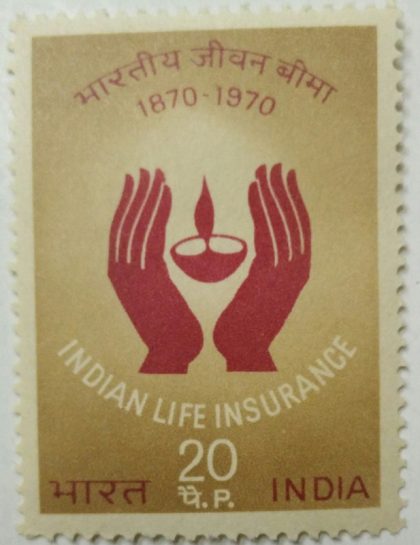 भारतीय जीवन बीमा
1870-1970
INDIAN LIFE INSURANCE
20
पै. P.
भारत INDIA